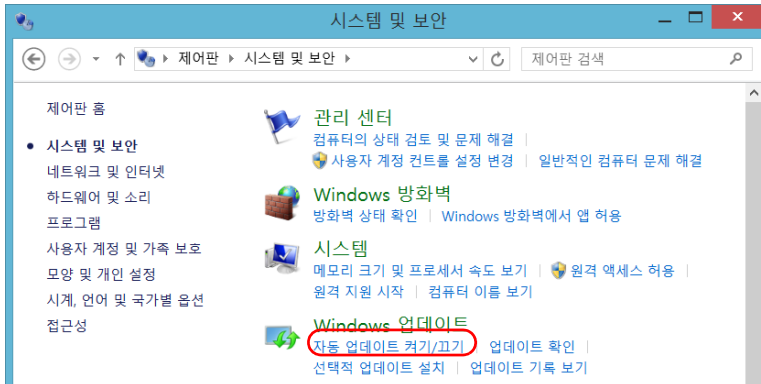 시스템 및 보안
제어판 ▸ 시스템 및 보안 ▸
제어판 검색
제어판 홈
시스템 및 보안
네트워크 및 인터넷
하드웨어 및 소리
프로그램
사용자 계정 및 가족 보호
모양 및 개인 설정
시계, 언어 및 국가별 옵션
접근성
관리 센터
컴퓨터의 상태 검토 및 문제 해결
사용자 계정 컨트롤 설정 변경 | 일반적인 컴퓨터 문제 해결
Windows 방화벽
방화벽 상태 확인 | Windows 방화벽에서 앱 허용
시스템
메모리 크기 및 프로세서 속도 보기 | 원격 액세스 허용
원격 지원 시작 | 컴퓨터 이름 보기
Windows 업데이트
자동 업데이트 켜기/끄기 | 업데이트 확인
선택적 업데이트 설치 | 업데이트 기록 보기